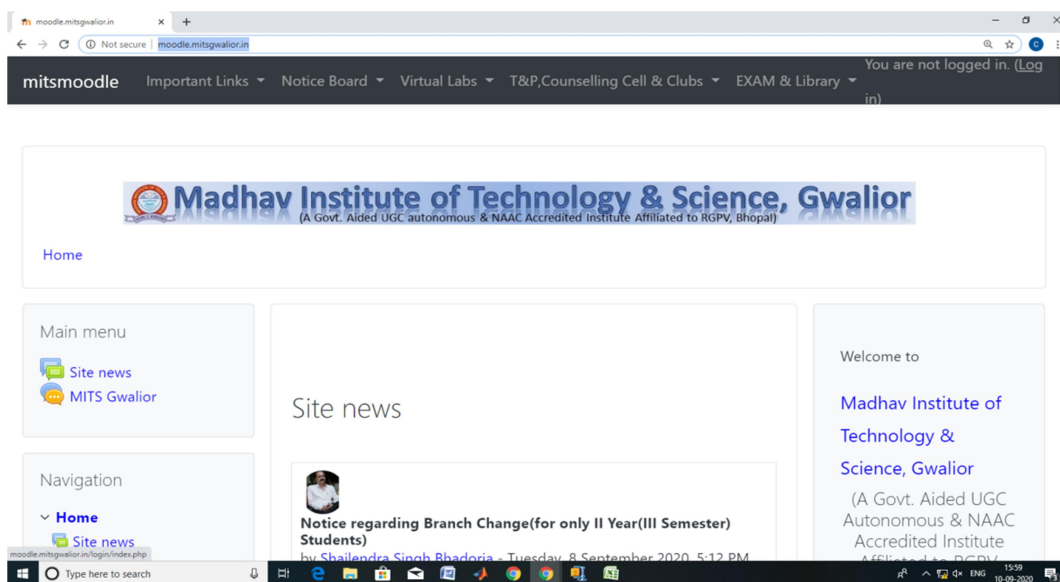 moodle.mitsgwalior.in
Not secure | moodle.mitsgwalior.in
mitsmoodle Important Links Notice Board Virtual Labs T&P,Counselling Cell & Clubs EXAM & Library You are not logged in. (Log in)
Madhav Institute of Technology & Science, Gwalior
(A Govt. Aided UGC autonomous & NAAC Accredited Institute Affiliated to RGPV, Bhopal)
Home
Main menu
Site news
MITS Gwalior
Navigation
Home
Site news
moodle.mitsgwalior.in/login/index.php
Site news
Notice regarding Branch Change(for only II Year(III Semester)
Students)
by Shailendra Singh Bhadoria - Tuesday, 8 September 2020, 5:12 PM
Welcome to
Madhav Institute of
Technology &
Science, Gwalior
(A Govt. Aided UGC
Autonomous & NAAC
Accredited Institute
Affiliated to RGPV,
Type here to search
ENG
15:59
10-09-2020